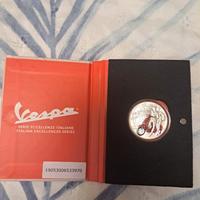 Vespa
SERIE ECCELLENZE ITALIANE
ITALIAN EXCELLENCES SERIES